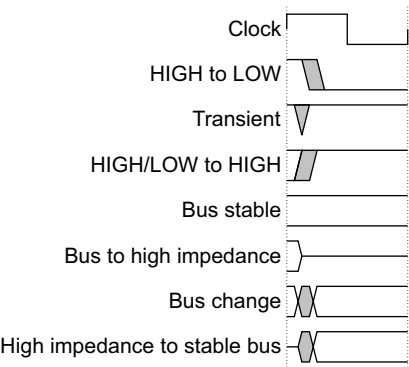 Clock
HIGH to LOW
Transient
HIGH/LOW to HIGH
Bus stable
Bus to high impedance
Bus change
High impedance to stable bus